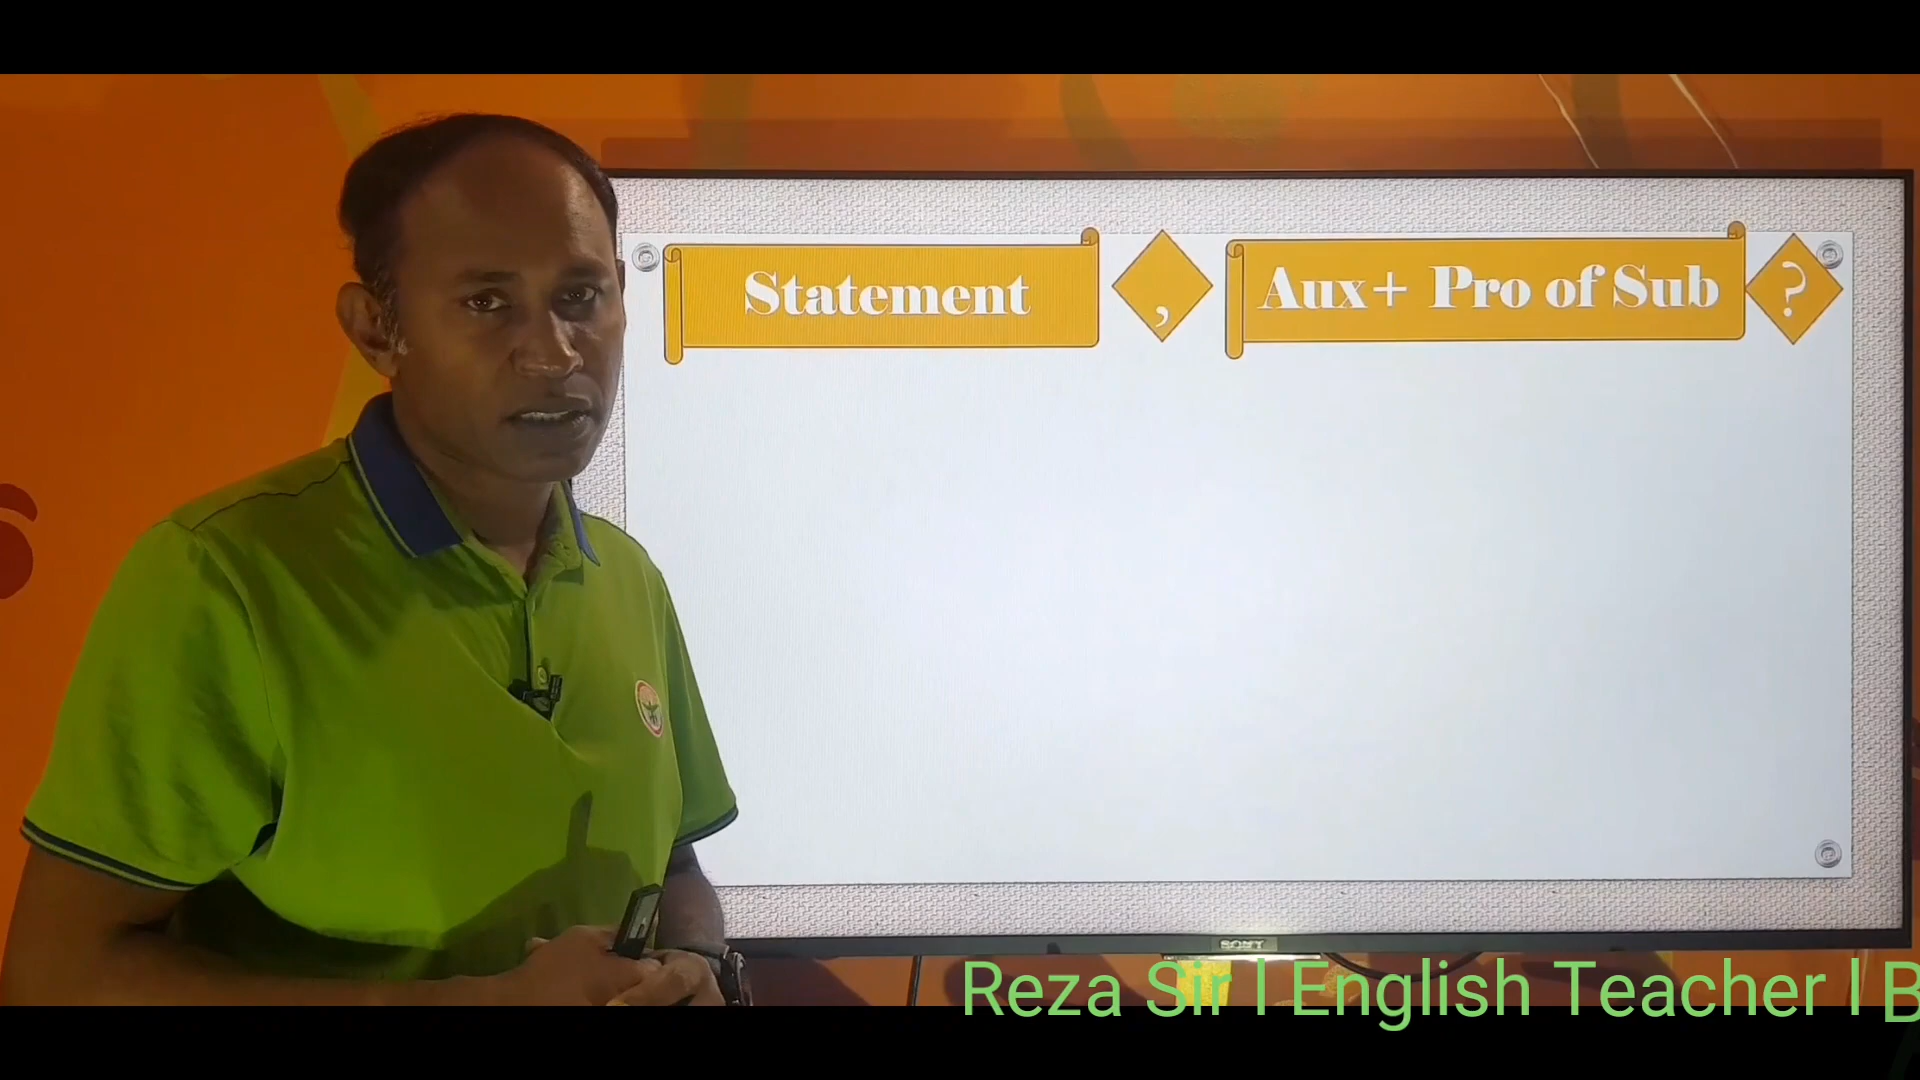 Statement , Aux+ Pro of Sub ?
SONY
Reza Sir l English Teacher l B